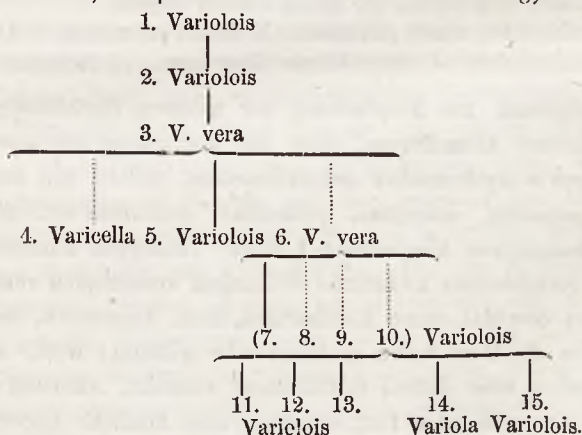 1. Variolois
2. Variolois
3. V. vera
4. Varicella 5. Variolois 6. V. vera
(7. 8. 9. 10.) Variolois
11. 12. 13. 14. 15.
Variolois Variola Variolois.